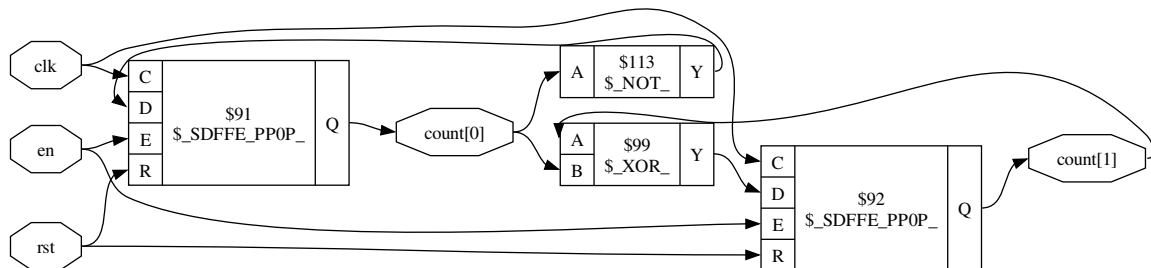 clk
en
rst
C
D
E
R
$91
$_SDFFE_PP0P_
Q
count[0]
A
$113
$_NOT_
Y
A
B
$99
$_XOR_
Y
C
D
E
R
$92
$_SDFFE_PP0P_
Q
count[1]